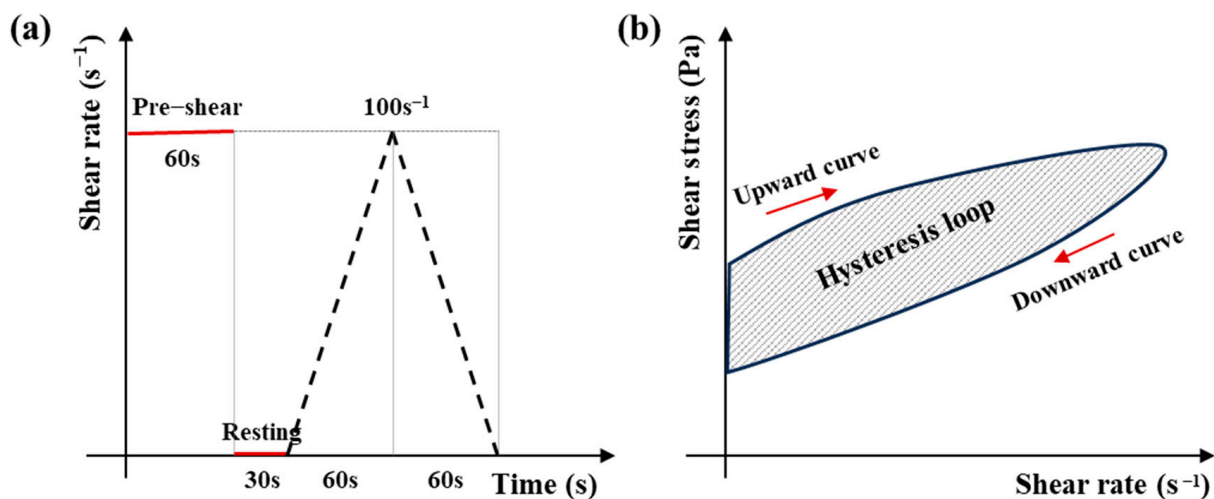 (a)
Shear rate (s⁻¹)
Pre−shear
60s
100s⁻¹
Resting
30s
60s
60s
Time (s)
(b)
Shear stress (Pa)
Upward curve
Hysteresis loop
Downward curve
Shear rate (s⁻¹)